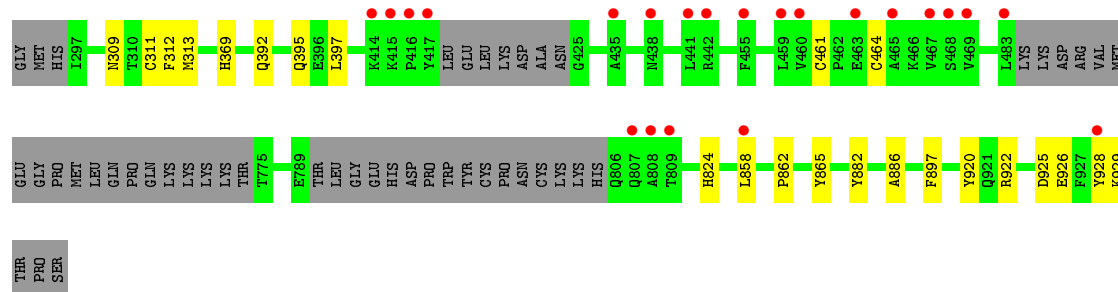 GLY MET HIS I297 N309 T310 C311 F312 M313 H369 Q392 Q395 E396 L397 K414 K415 P416 Y417 LEU GLU LEU LYS ASP ALA ASN G425 A435 N438 L441 R442 F455 L459 V460 C461 P462 E463 C464 A465 K466 V467 S468 V469 L483 LYS LYS ASP ARG VAL MET
GLU GLY PRO MET LEU GLN PRO GLN LYS LYS LYS LYS THR T775 E789 THR LEU GLY GLU HIS ASP PRO TRP TYR CYS PRO ASN CYS LYS LYS HIS Q806 Q807 A808 T809 H824 L858 P862 Y865 Y882 A886 F897 Y920 Q921 R922 D925 E926 F927 Y928 K929
THR PRO SER